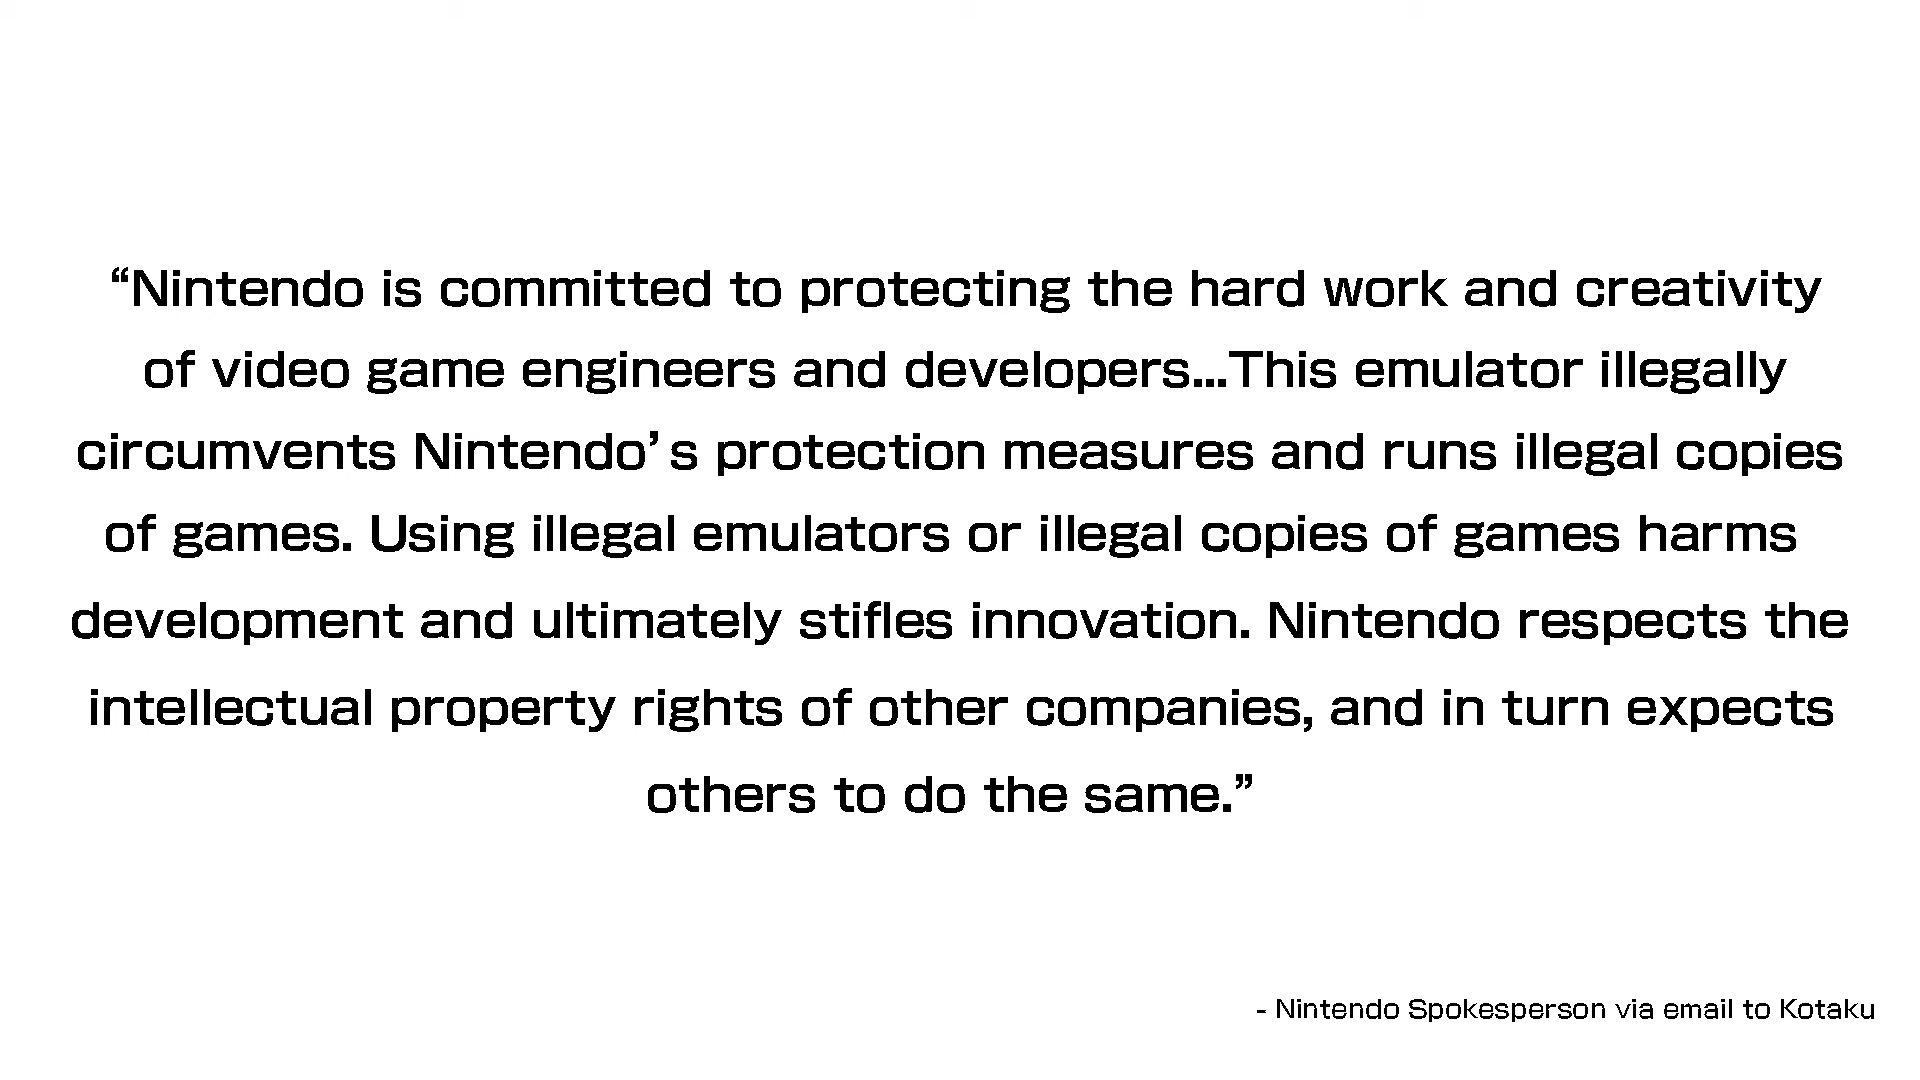 “Nintendo is committed to protecting the hard work and creativity
of video game engineers and developers...This emulator illegally
circumvents Nintendo’s protection measures and runs illegal copies
of games. Using illegal emulators or illegal copies of games harms
development and ultimately stifles innovation. Nintendo respects the
intellectual property rights of other companies, and in turn expects
others to do the same.”
- Nintendo Spokesperson via email to Kotaku